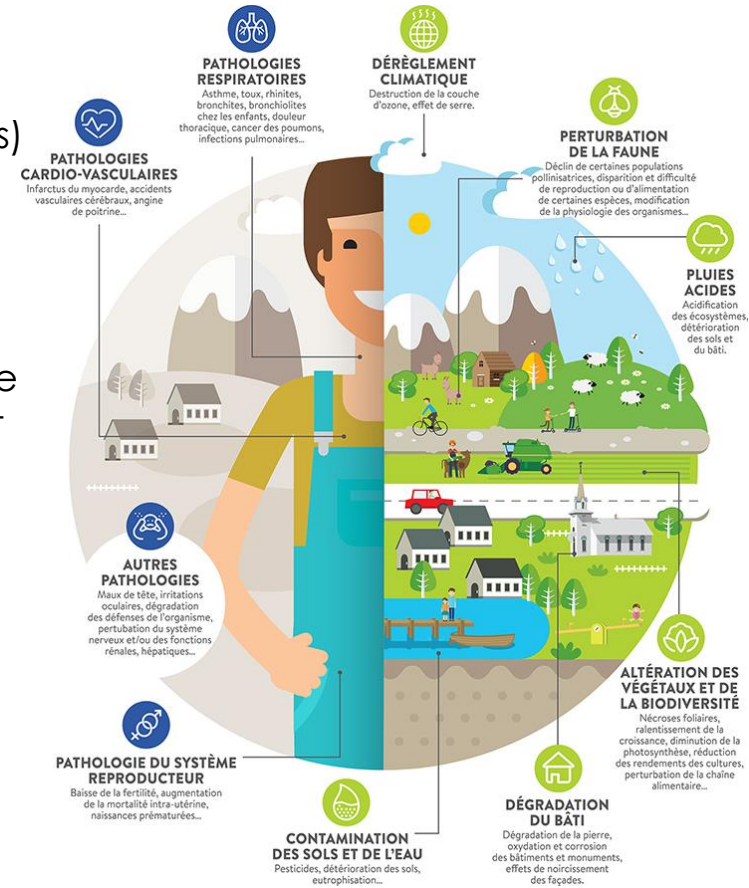 s)
e
-
PATHOLOGIES
RESPIRATOIRES
Asthme, toux, rhinites,
bronchites, bronchiolites
chez les enfants, douleur
thoracique, cancer des poumons,
infections pulmonaires...
DÉRÈGLEMENT
CLIMATIQUE
Destruction de la couche
d'ozone, effet de serre.
PATHOLOGIES
CARDIO-VASCULAIRES
Infarctus du myocarde, accidents
vasculaires cérébraux, angine
de poitrine...
PERTURBATION
DE LA FAUNE
Déclin de certaines populations
pollinisatrices, disparition et difficulté
de reproduction ou d'alimentation
de certaines espèces, modification
de la physiologie des organismes...
PLUIES
ACIDES
Acidification
des écosystèmes,
détérioration
des sols et
du bâti.
AUTRES
PATHOLOGIES
Maux de tête, irritations
oculaires, dégradation
des défenses de l'organisme,
pertubation du système
nerveux et/ou des fonctions
rénales, hépatiques...
ALTÉRATION DES
VÉGÉTAUX ET DE
LA BIODIVERSITÉ
Nécroses foliaires,
ralentissement de la
croissance, diminution de la
photosynthèse, réduction
des rendements des cultures,
perturbation de la chaîne
alimentaire...
PATHOLOGIE DU SYSTÈME
REPRODUCTEUR
Baisse de la fertilité, augmentation
de la mortalité intra-utérine,
naissances prématurées...
CONTAMINATION
DES SOLS ET DE L'EAU
Pesticides, détérioration des sols,
eutrophisation...
DÉGRADATION
DU BÂTI
Dégradation de la pierre,
oxydation et corrosion
des bâtiments et monuments,
effets de noircissement
des façades.